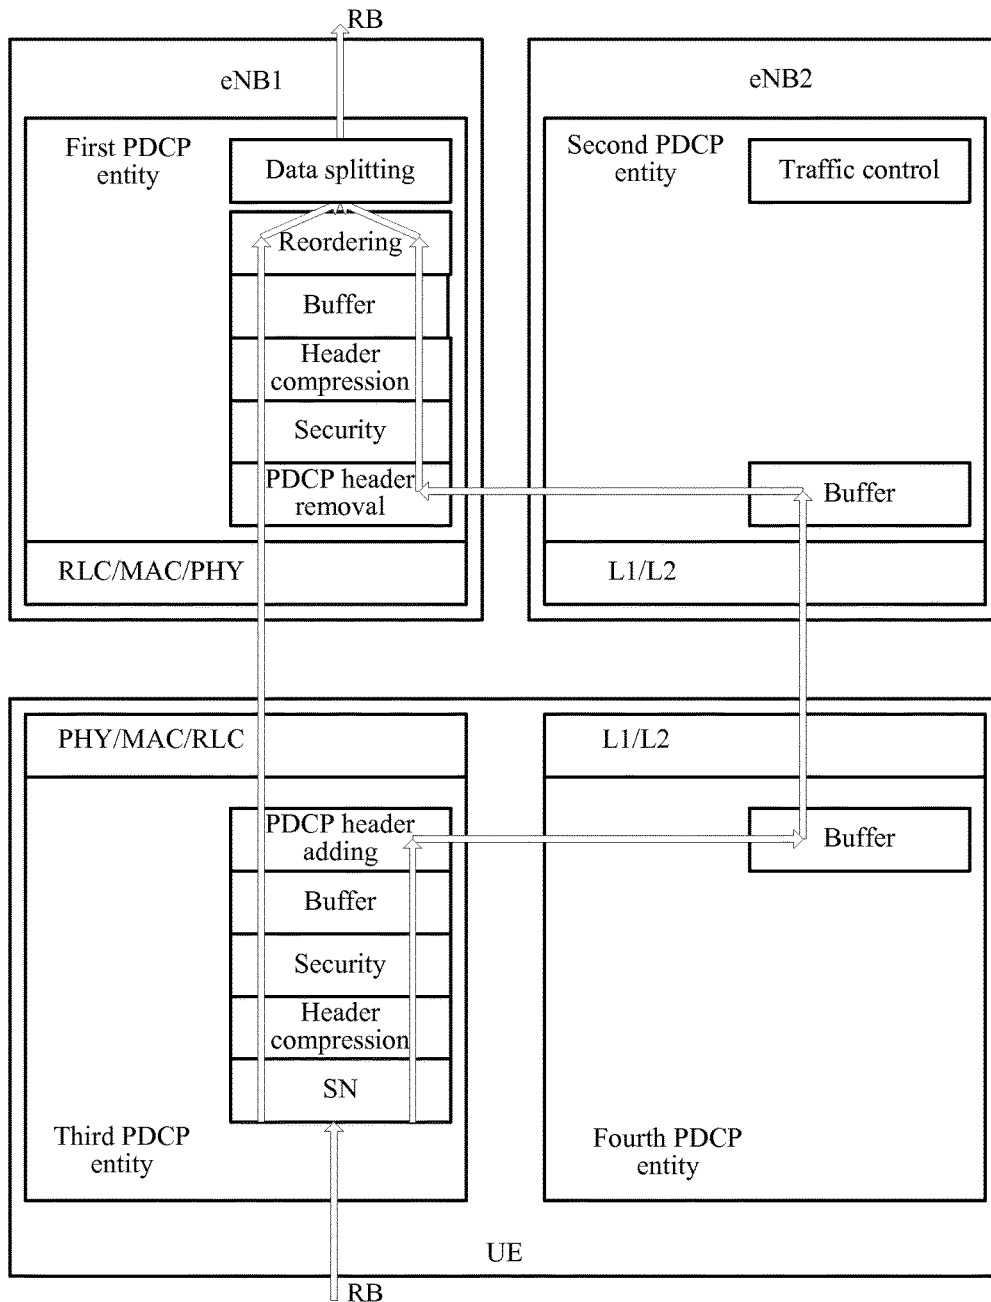 RB
eNB1
First PDCP
entity
Data splitting
Reordering
Buffer
Header
compression
Security
PDCP header
removal
RLC/MAC/PHY
eNB2
Second PDCP
entity
Traffic control
Buffer
L1/L2
PHY/MAC/RLC
PDCP header
adding
Buffer
Security
Header
compression
SN
Third PDCP
entity
L1/L2
Buffer
Fourth PDCP
entity
UE
RB